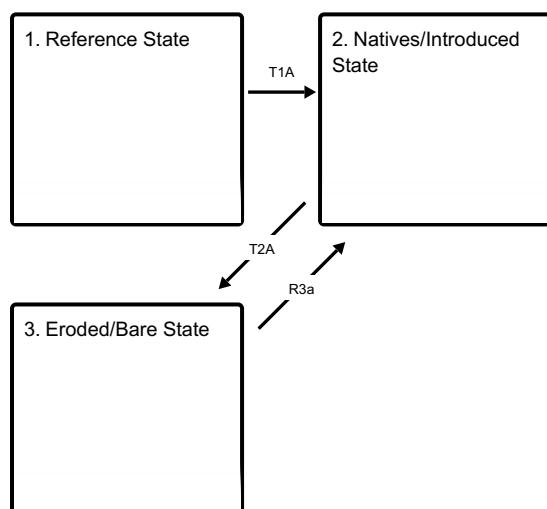 1. Reference State
2. Natives/Introduced
State
T1A
T2A
R3a
3. Eroded/Bare State